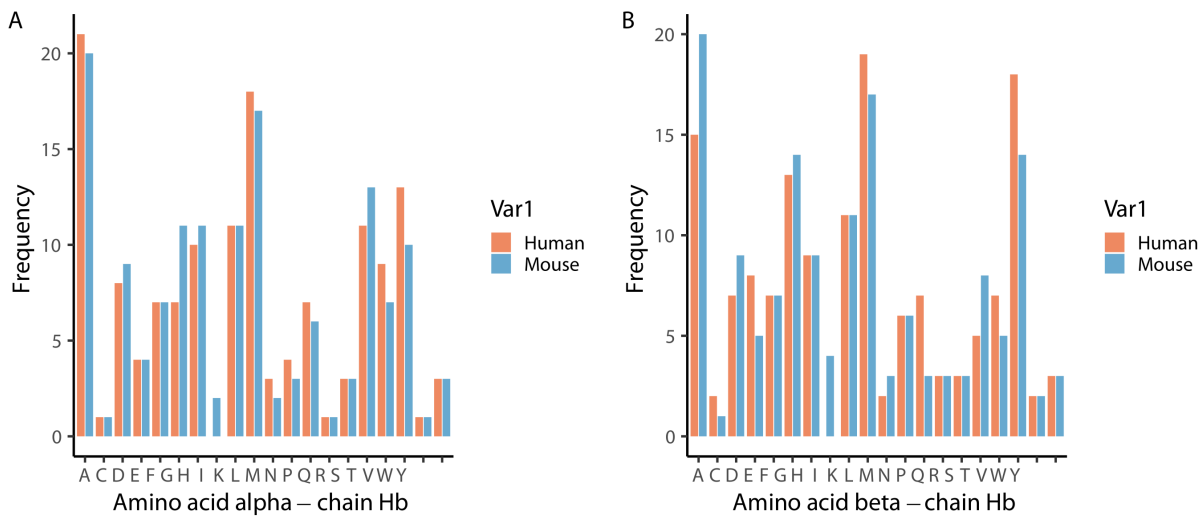 A
Frequency
20
15
10
5
0
A C D E F G H I K L M N P Q R S T V W Y
Amino acid alpha – chain Hb
Var1
Human
Mouse
B
Frequency
20
15
10
5
0
A C D E F G H I K L M N P Q R S T V W Y
Amino acid beta – chain Hb
Var1
Human
Mouse